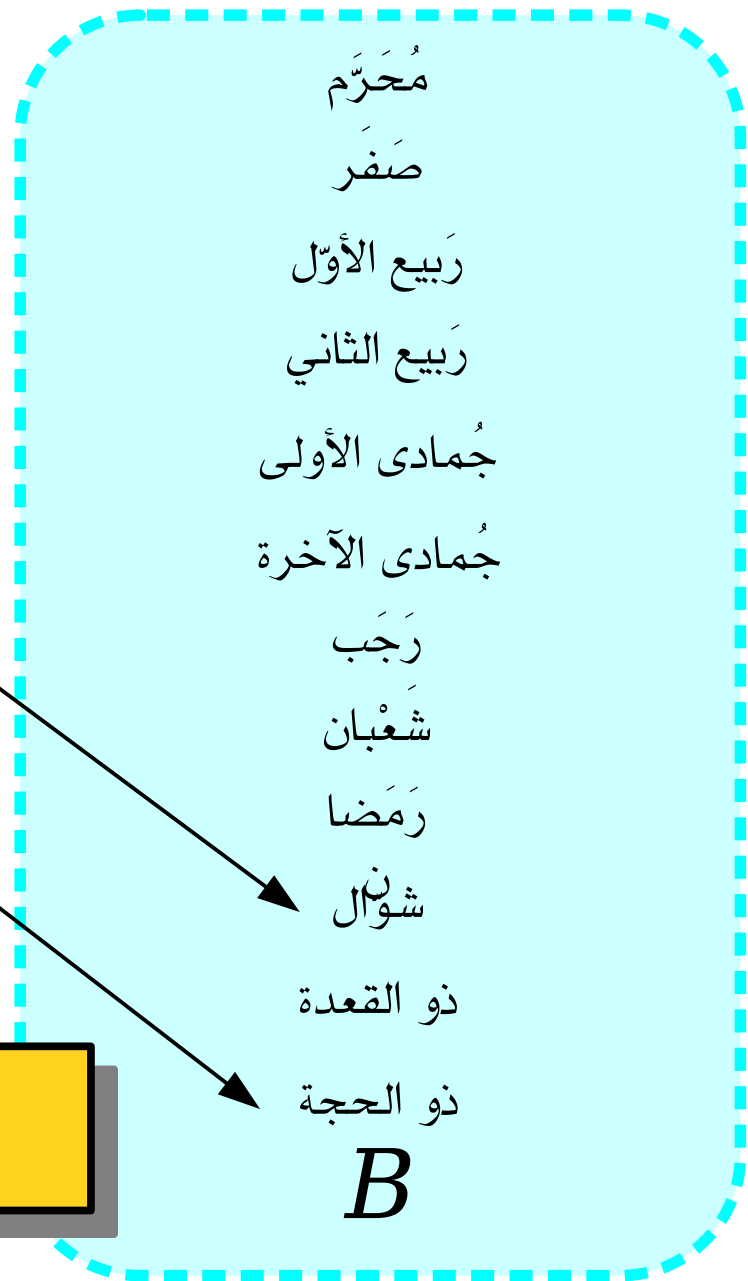 مُحَرَّم
صَفَر
رَبيع الأوّل
رَبيع الثاني
جُمادى الأولى
جُمادى الآخرة
رَجَب
شَعْبان
رَمَضا
ن
شوّال
ذو القعدة
ذو الحجة
B